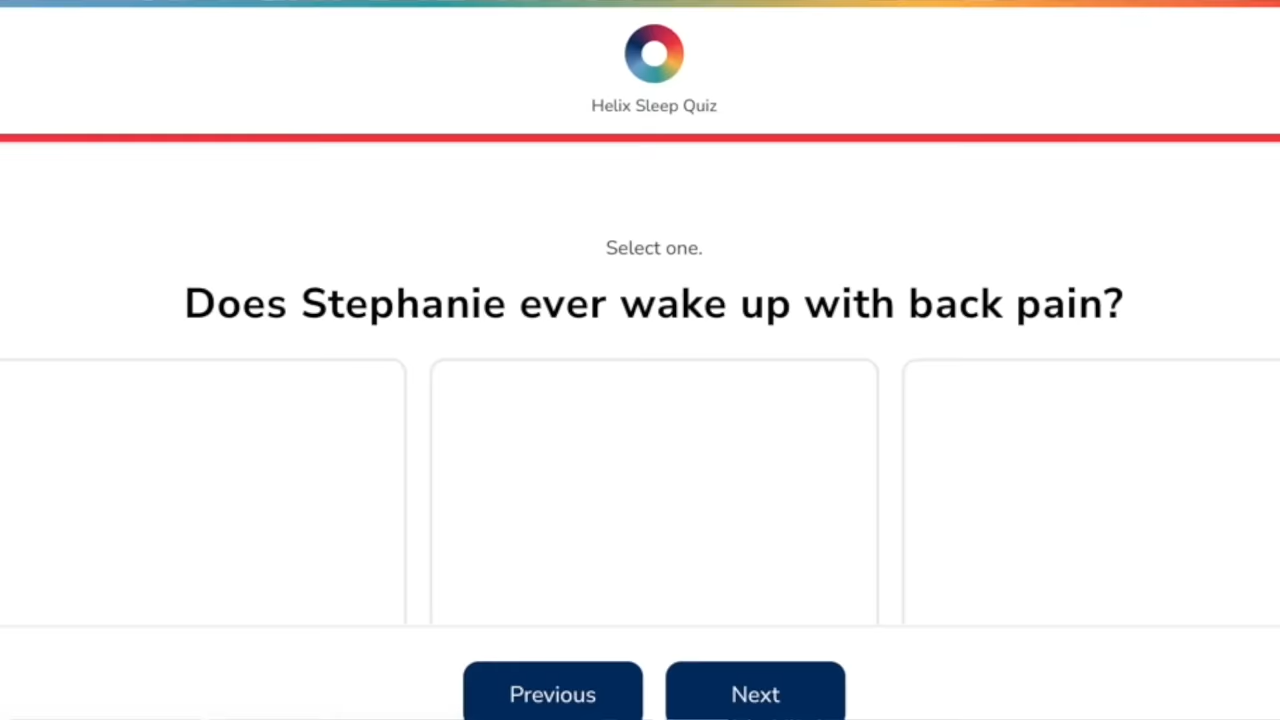 Helix Sleep Quiz
Select one.
Does Stephanie ever wake up with back pain?
Previous
Next